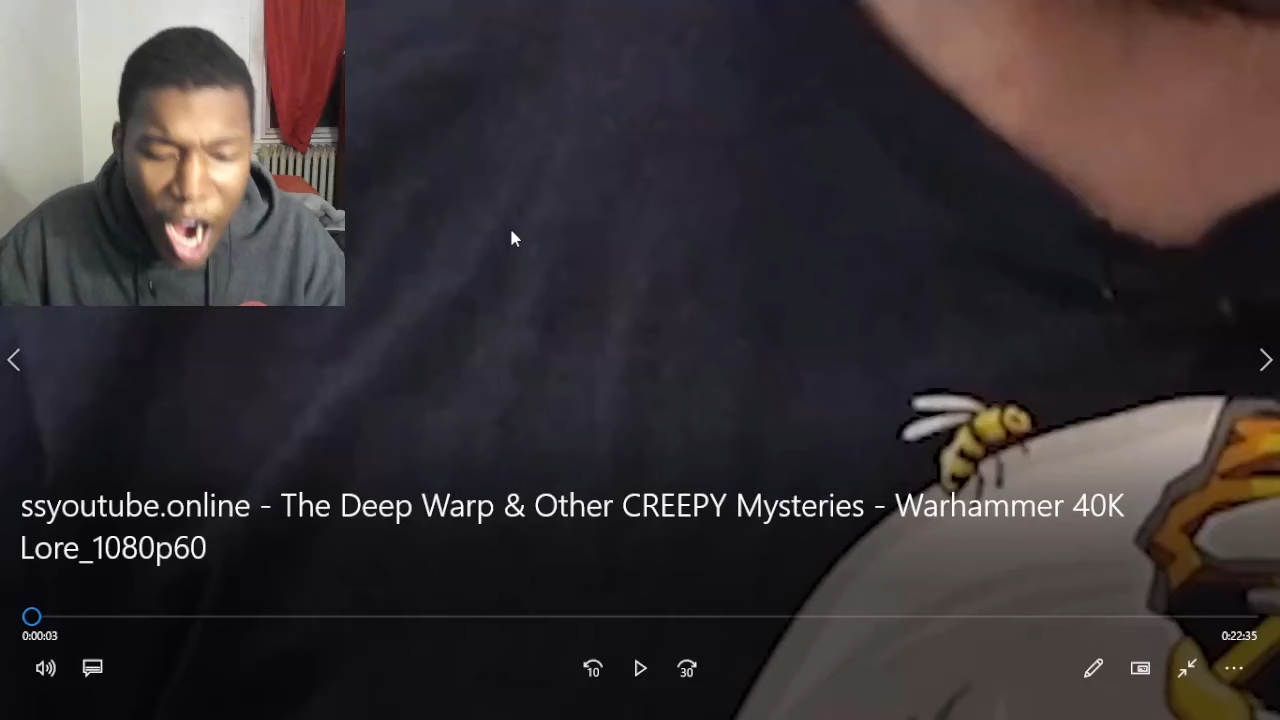 ssyoutube.online - The Deep Warp & Other CREEPY Mysteries - Warhammer 40K
Lore_1080p60
0:00:03
0:22:35
10
30